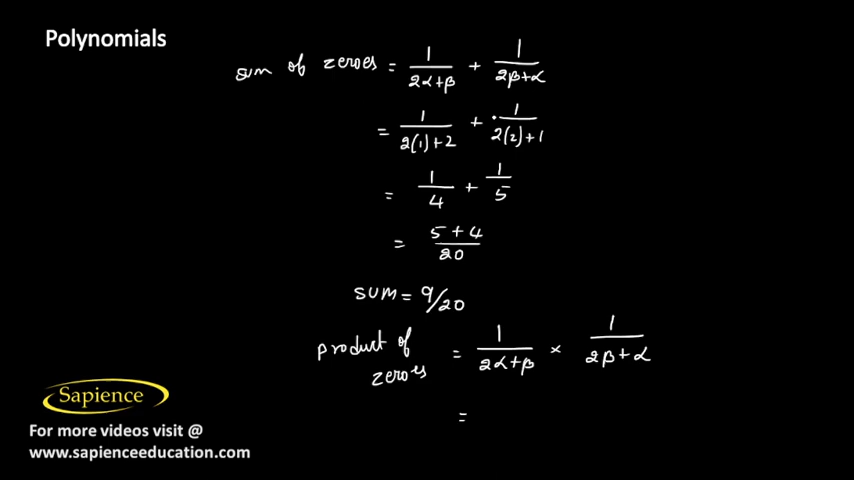 Polynomials
sum of zeroes = 1/(2α+β) + 1/(2β+α)
= 1/(2(1)+2) + 1/(2(2)+1)
= 1/4 + 1/5
= (5+4)/20
sum = 9/20
product of zeroes = 1/(2α+β) × 1/(2β+α)
=
Sapience
For more videos visit @
www.sapienceeducation.com